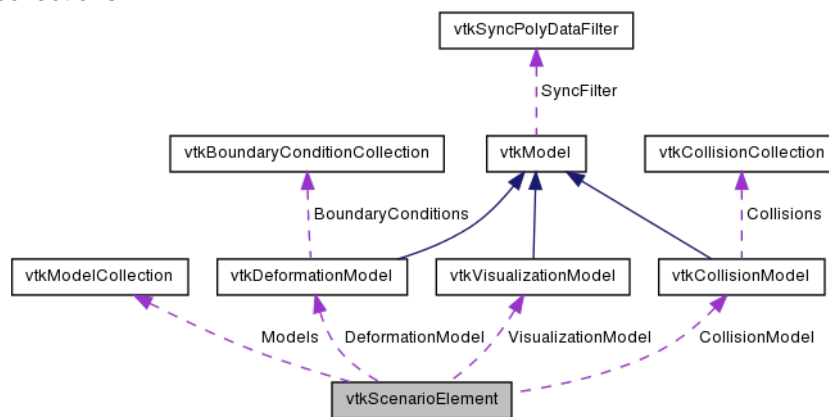 vtkSyncPolyDataFilter
SyncFilter
vtkBoundaryConditionCollection
vtkModel
vtkCollisionCollection
BoundaryConditions
Collisions
vtkModelCollection
vtkDeformationModel
vtkVisualizationModel
vtkCollisionModel
Models
DeformationModel
VisualizationModel
CollisionModel
vtkScenarioElement